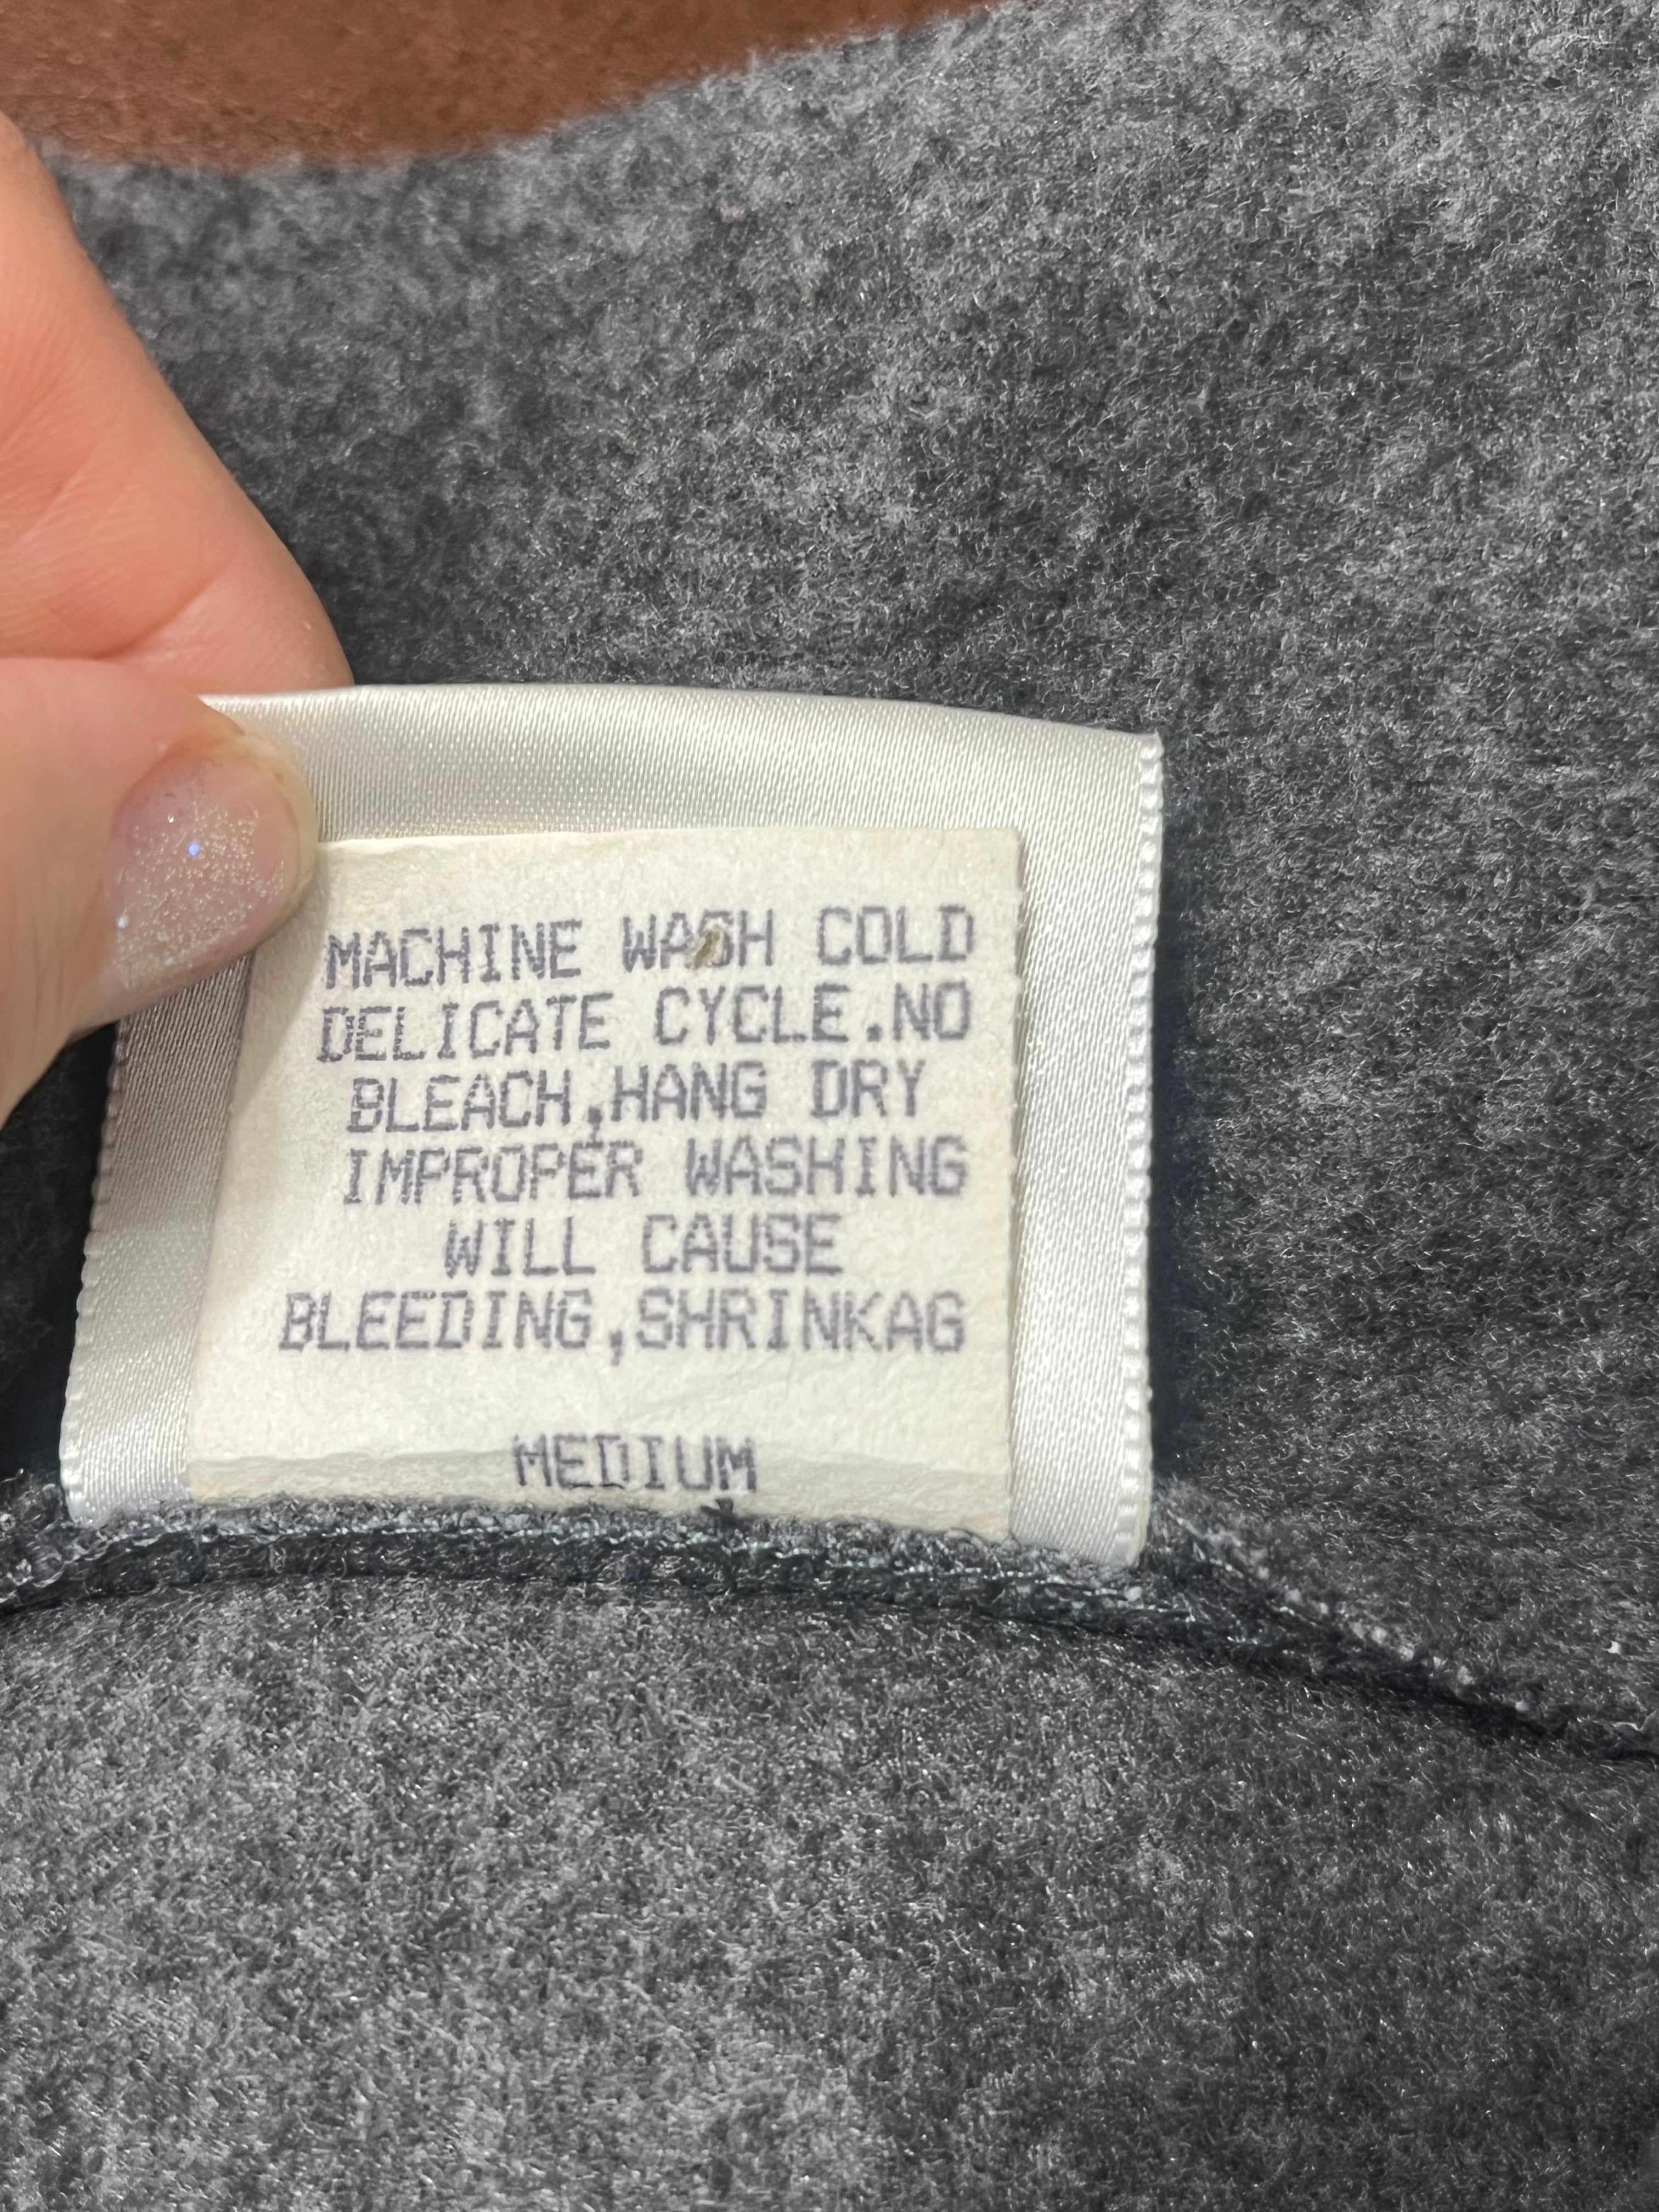 MACHINE WASH COLD
DELICATE CYCLE.NO
BLEACH,HANG DRY
IMPROPER WASHING
WILL CAUSE
BLEEDING,SHRINKAG
MEDIUM